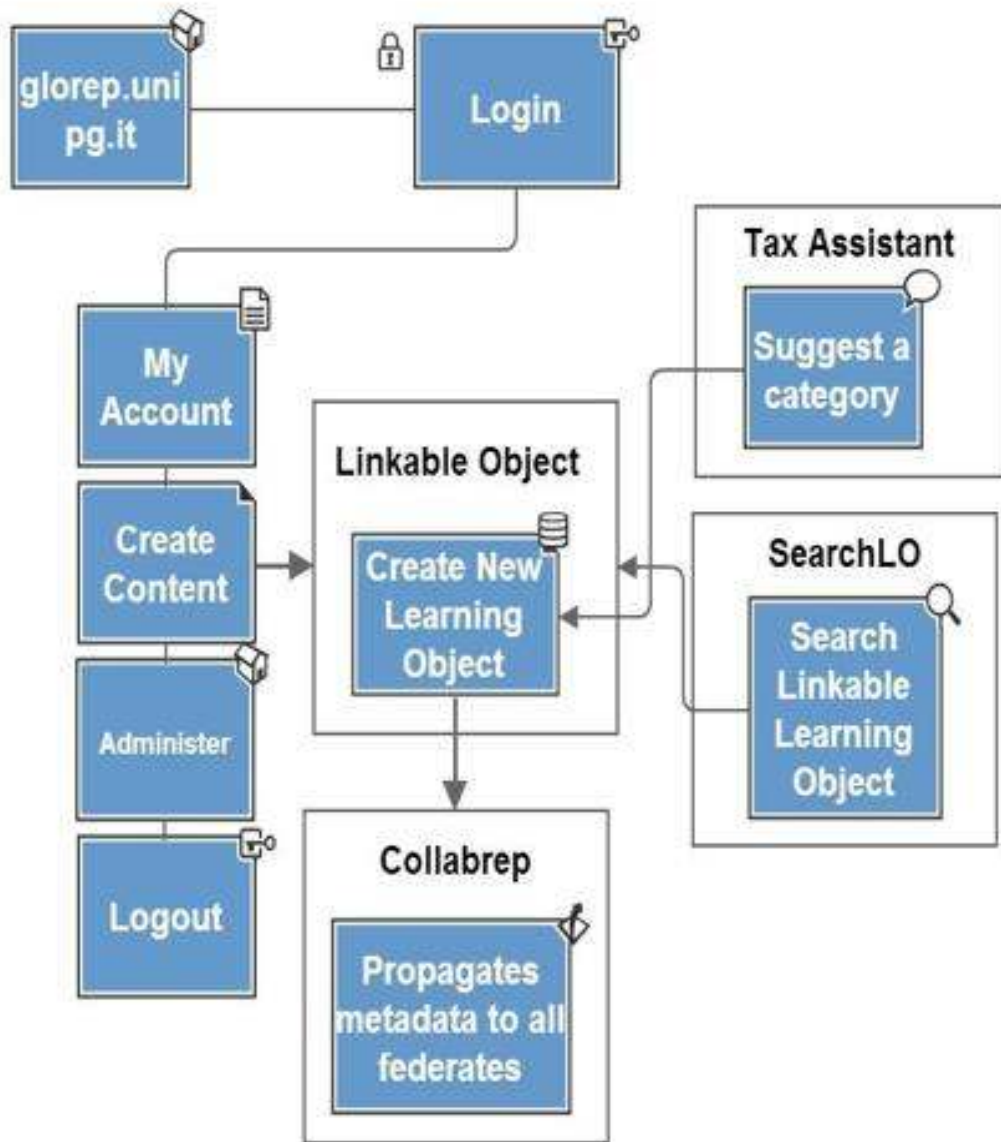 glorep.uni
pg.it
Login
Tax Assistant
Suggest a
category
My
Account
Linkable Object
Create New
Learning
Object
Create
Content
SearchLO
Search
Linkable
Learning
Object
Administer
Logout
Collabrep
Propagates
metadata to all
federates